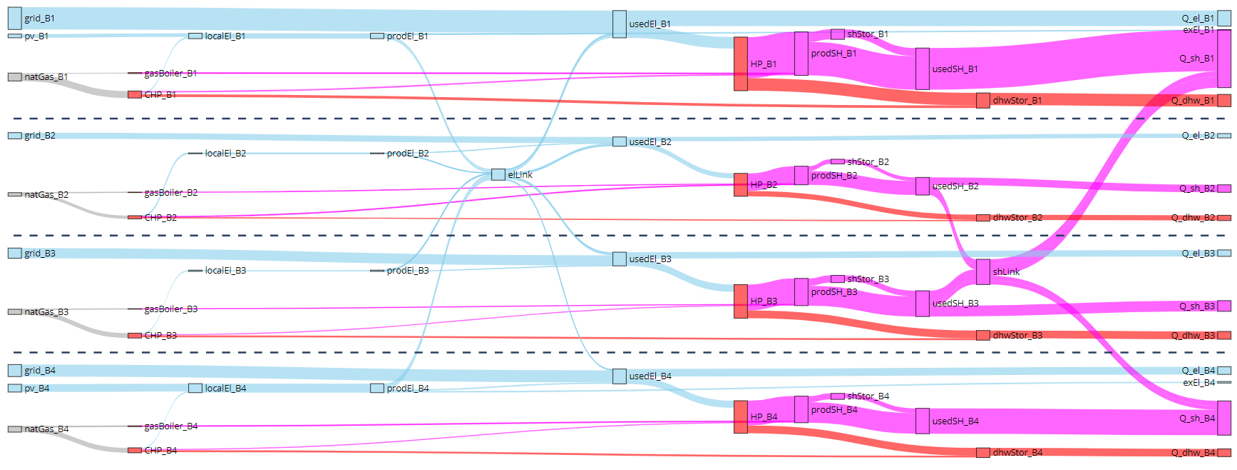 grid_B1
usedEl_B1
Q_el_B1
pv_B1
localEl_B1
prodEl_B1
shStor_B1
exEl_B1
prodSH_B1
natGas_B1
gasBoiler_B1
HP_B1
usedSH_B1
Q_sh_B1
CHP_B1
dhwStor_B1
Q_dhw_B1
grid_B2
usedEl_B2
Q_el_B2
localEl_B2
prodEl_B2
shStor_B2
elLink
prodSH_B2
natGas_B2
gasBoiler_B2
HP_B2
usedSH_B2
Q_sh_B2
CHP_B2
dhwStor_B2
Q_dhw_B2
grid_B3
usedEl_B3
Q_el_B3
localEl_B3
prodEl_B3
shLink
shStor_B3
prodSH_B3
natGas_B3
gasBoiler_B3
HP_B3
usedSH_B3
Q_sh_B3
CHP_B3
dhwStor_B3
Q_dhw_B3
grid_B4
usedEl_B4
Q_el_B4
pv_B4
localEl_B4
prodEl_B4
exEl_B4
shStor_B4
prodSH_B4
natGas_B4
gasBoiler_B4
HP_B4
usedSH_B4
Q_sh_B4
CHP_B4
dhwStor_B4
Q_dhw_B4